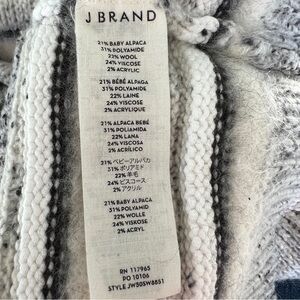 J BRAND
21% BABY ALPACA
31% POLYAMIDE
22% WOOL
24% VISCOSE
2% ACRYLIC
21% BÉBÉ ALPAGA
31% POLYAMIDE
22% LAINE
24% VISCOSE
2% ACRYLIQUE
21% ALPACA BEBÉ
31% POLIAMIDA
22% LANA
24% VISCOSA
2% ACRÍLICO
21% ベビーアルパカ
31% ポリアミド
22% 羊毛
24% ビスコース
2% アクリル
21% BABY ALPACA
31% POLYAMID
22% WOLLE
24% VISKOSE
2% ACRYL
RN 117965
PO 10106
STYLE JW505W8851